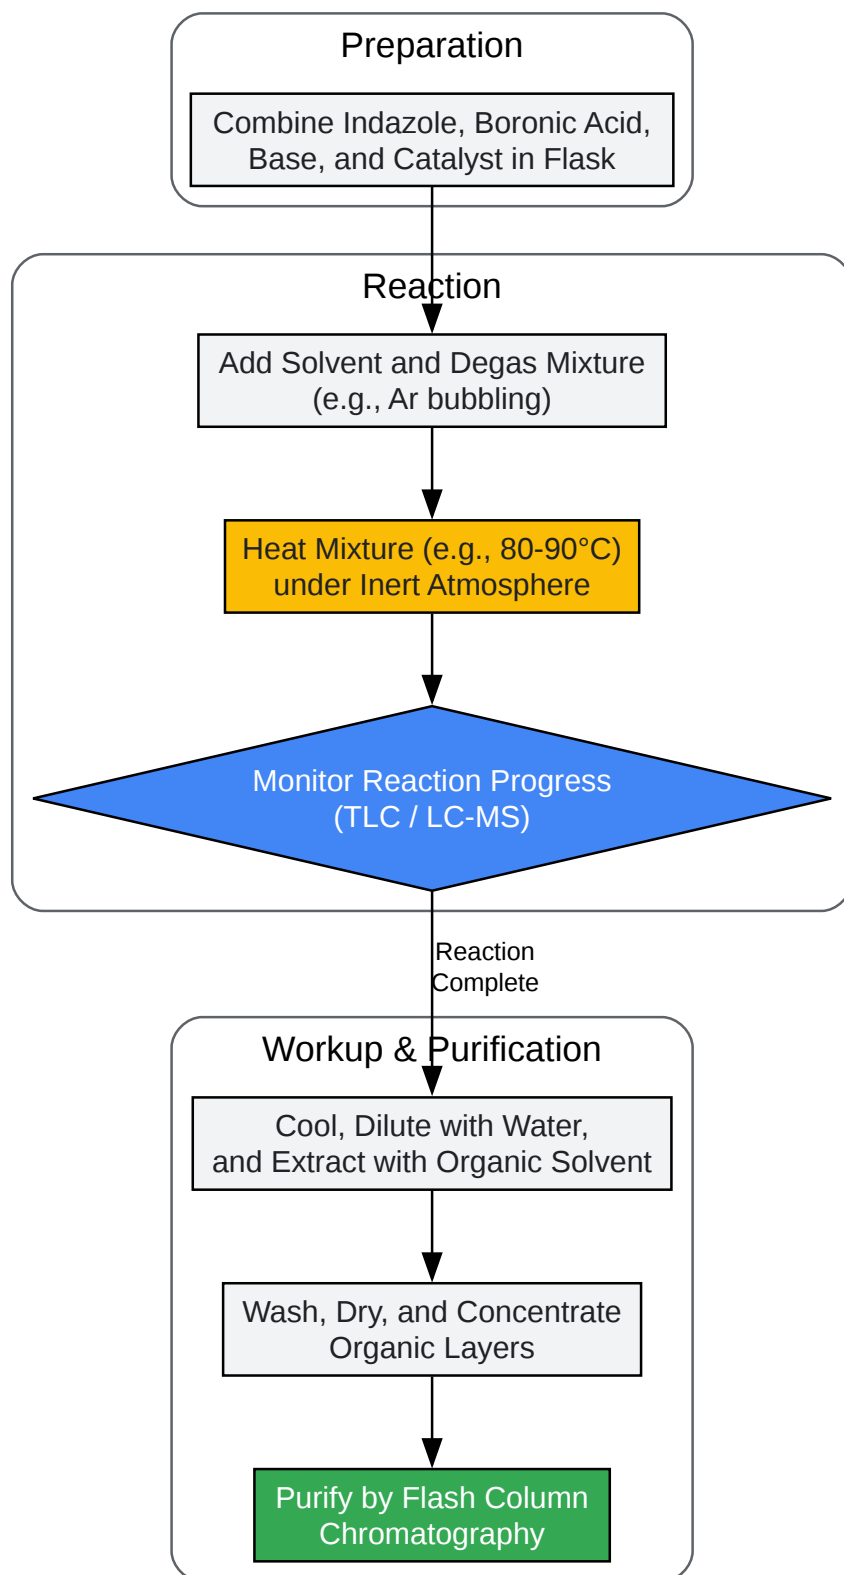 Preparation
Combine Indazole, Boronic Acid,
Base, and Catalyst in Flask
Reaction
Add Solvent and Degas Mixture
(e.g., Ar bubbling)
Heat Mixture (e.g., 80-90°C)
under Inert Atmosphere
Monitor Reaction Progress
(TLC / LC-MS)
Reaction
Complete
Workup & Purification
Cool, Dilute with Water,
and Extract with Organic Solvent
Wash, Dry, and Concentrate
Organic Layers
Purify by Flash Column
Chromatography